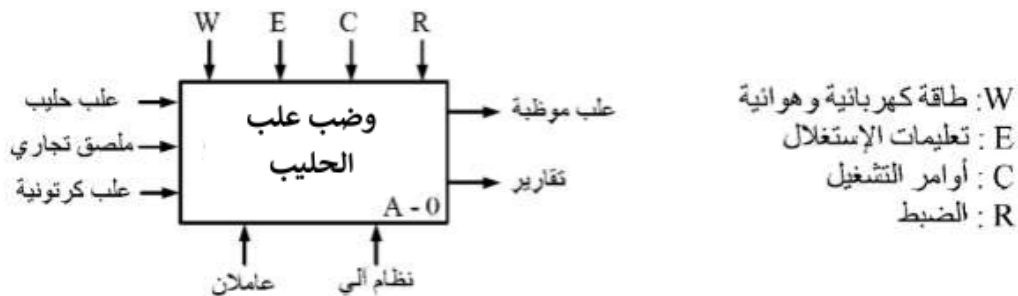 W E C R
علب حليب
ملصق تجاري
علب كرتونية
وضب علب
الحليب
A - 0
علب موظبة
تقارير
عاملان
نظام آلي
W: طاقة كهربائية وهوائية
E : تعليمات الإستغلال
C : أوامر التشغيل
R : الضبط